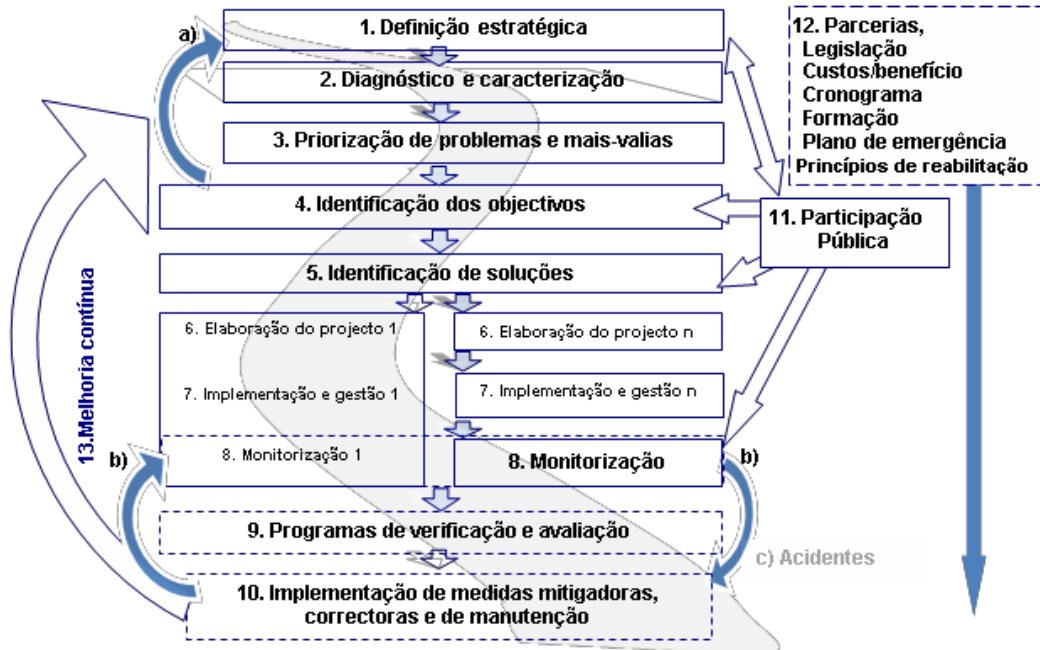 1. Definição estratégica
a)
2. Diagnóstico e caracterização
3. Priorização de problemas e mais-valias
4. Identificação dos objectivos
5. Identificação de soluções
6. Elaboração do projecto 1
6. Elaboração do projecto n
7. Implementação e gestão 1
7. Implementação e gestão n
8. Monitorização 1
8. Monitorização
b)
b)
9. Programas de verificação e avaliação
c) Acidentes
10. Implementação de medidas mitigadoras,
correctoras e de manutenção
11. Participação
Pública
12. Parcerias,
Legislação
Custos/benefício
Cronograma
Formação
Plano de emergência
Princípios de reabilitação
13.Melhoria contínua